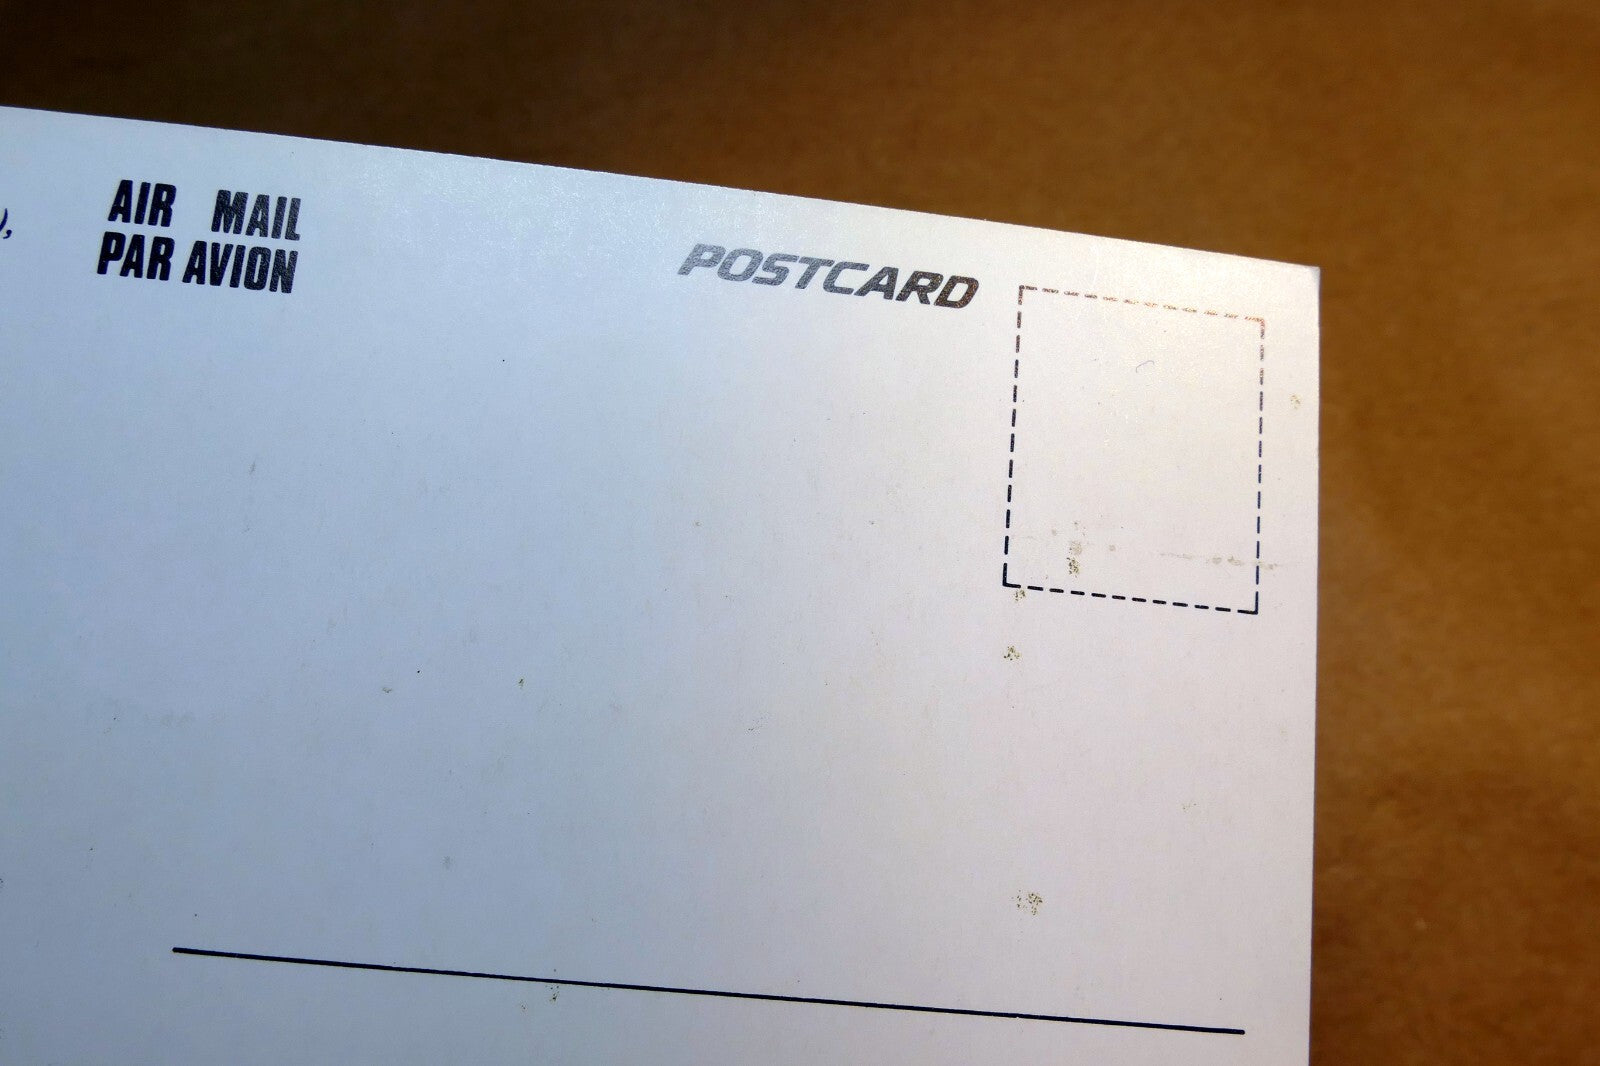 ),
AIR MAIL
PAR AVION
POSTCARD